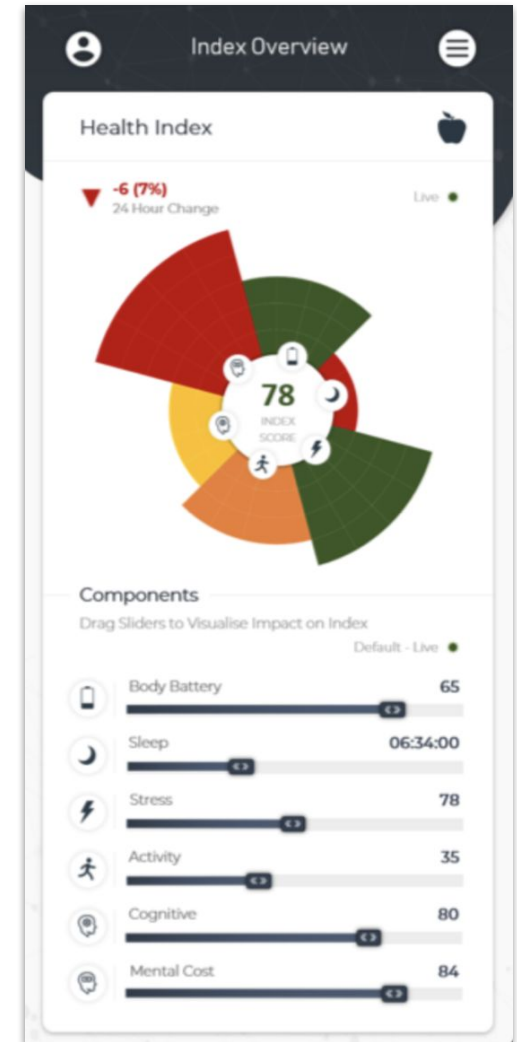 Index Overview
Health Index
-6 (7%)
24 Hour Change
Live
78
INDEX
SCORE
Components
Drag Sliders to Visualise Impact on Index
Default - Live
Body Battery 65
Sleep 06:34:00
Stress 78
Activity 35
Cognitive 80
Mental Cost 84